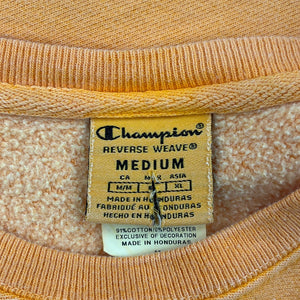 Champion®
REVERSE WEAVE®
MEDIUM
CA ASIA
M/M XL
MADE IN HONDURAS
FABRIQUÉ AU HONDURAS
HECHO EN HONDURAS
91%COTTON POLYESTER
EXCLUSIVE OF DECORATION
MADE IN HONDURAS